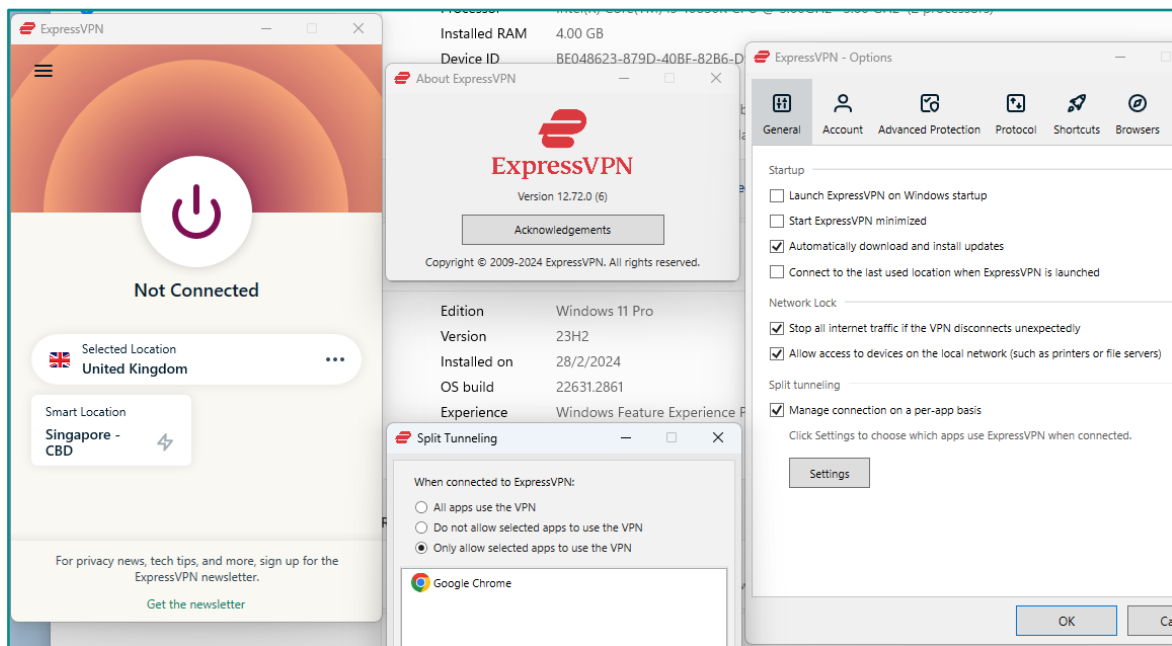 ExpressVPN
Not Connected
Selected Location
United Kingdom
Smart Location
Singapore -
CBD
For privacy news, tech tips, and more, sign up for the
ExpressVPN newsletter.
Get the newsletter
Installed RAM 4.00 GB
Device ID BE048623-879D-40BF-82B6-D
About ExpressVPN
ExpressVPN
Version 12.72.0 (6)
Acknowledgements
Copyright © 2009-2024 ExpressVPN. All rights reserved.
Edition Windows 11 Pro
Version 23H2
Installed on 28/2/2024
OS build 22631.2861
Experience Windows Feature Experience P
Split Tunneling
When connected to ExpressVPN:
All apps use the VPN
Do not allow selected apps to use the VPN
Only allow selected apps to use the VPN
Google Chrome
ExpressVPN - Options
General Account Advanced Protection Protocol Shortcuts Browsers
Startup
Launch ExpressVPN on Windows startup
Start ExpressVPN minimized
Automatically download and install updates
Connect to the last used location when ExpressVPN is launched
Network Lock
Stop all internet traffic if the VPN disconnects unexpectedly
Allow access to devices on the local network (such as printers or file servers)
Split tunneling
Manage connection on a per-app basis
Click Settings to choose which apps use ExpressVPN when connected.
Settings
OK Ca